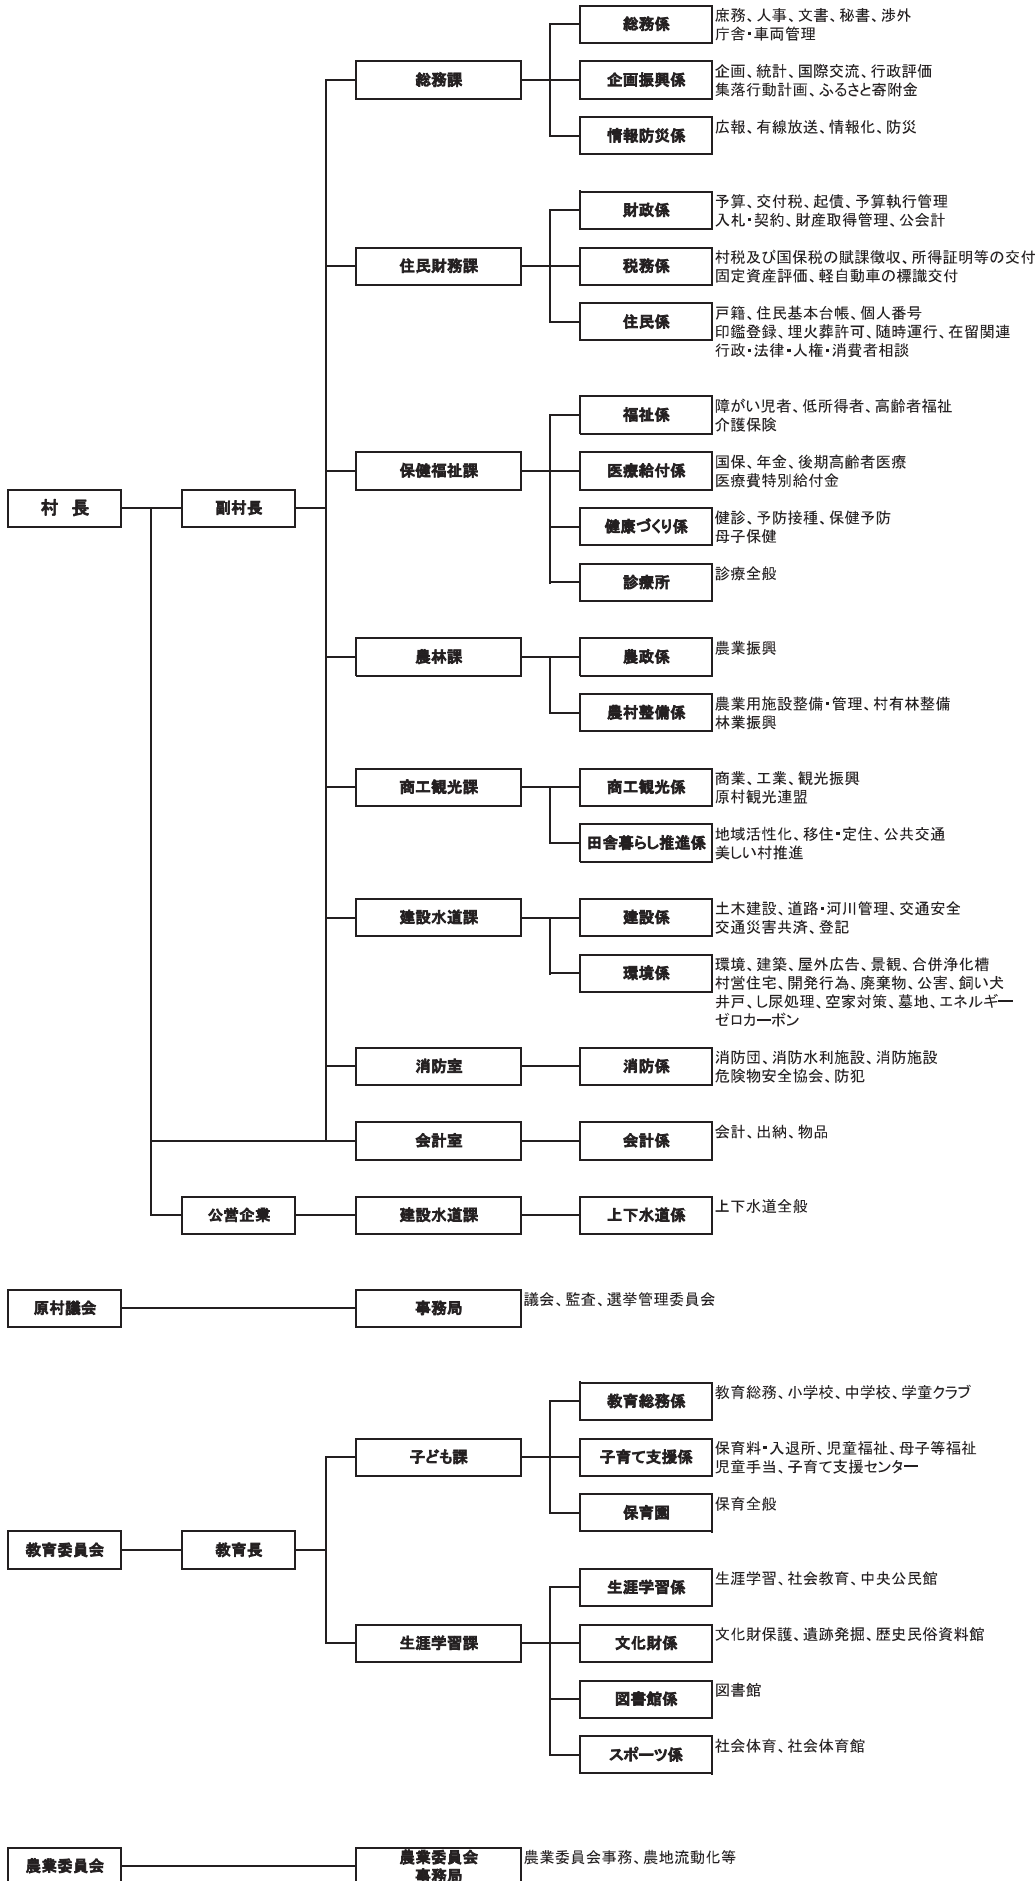 総務係
庶務、人事、文書、秘書、渉外
庁舎・車両管理
総務課
企画振興係
企画、統計、国際交流、行政評価
集落行動計画、ふるさと寄附金
情報防災係
広報、有線放送、情報化、防災
財政係
予算、交付税、起債、予算執行管理
入札・契約、財産取得管理、公会計
住民財務課
税務係
村税及び国保税の賦課徴収、所得証明等の交付
固定資産評価、軽自動車の標識交付
住民係
戸籍、住民基本台帳、個人番号
印鑑登録、埋火葬許可、随時運行、在留関連
行政・法律・人権・消費者相談
福祉係
障がい児者、低所得者、高齢者福祉
介護保険
保健福祉課
医療給付係
国保、年金、後期高齢者医療
医療費特別給付金
村 長
副村長
健康づくり係
健診、予防接種、保健予防
母子保健
診療所
診療全般
農林課
農政係
農業振興
農村整備係
農業用施設整備・管理、村有林整備
林業振興
商工観光課
商工観光係
商業、工業、観光振興
原村観光連盟
田舎暮らし推進係
地域活性化、移住・定住、公共交通
美しい村推進
建設水道課
建設係
土木建設、道路・河川管理、交通安全
交通災害共済、登記
環境係
環境、建築、屋外広告、景観、合併浄化槽
村営住宅、開発行為、廃棄物、公害、飼い犬
井戸、し尿処理、空家対策、墓地、エネルギー
ゼロカーボン
消防室
消防係
消防団、消防水利施設、消防施設
危険物安全協会、防犯
会計室
会計係
会計、出納、物品
公営企業
建設水道課
上下水道係
上下水道全般
原村議会
事務局
議会、監査、選挙管理委員会
教育総務係
教育総務、小学校、中学校、学童クラブ
子ども課
子育て支援係
保育料・入退所、児童福祉、母子等福祉
児童手当、子育て支援センター
保育園
保育全般
教育委員会
教育長
生涯学習係
生涯学習、社会教育、中央公民館
生涯学習課
文化財係
文化財保護、遺跡発掘、歴史民俗資料館
図書館係
図書館
スポーツ係
社会体育、社会体育館
農業委員会
農業委員会
事務局
農業委員会事務、農地流動化等